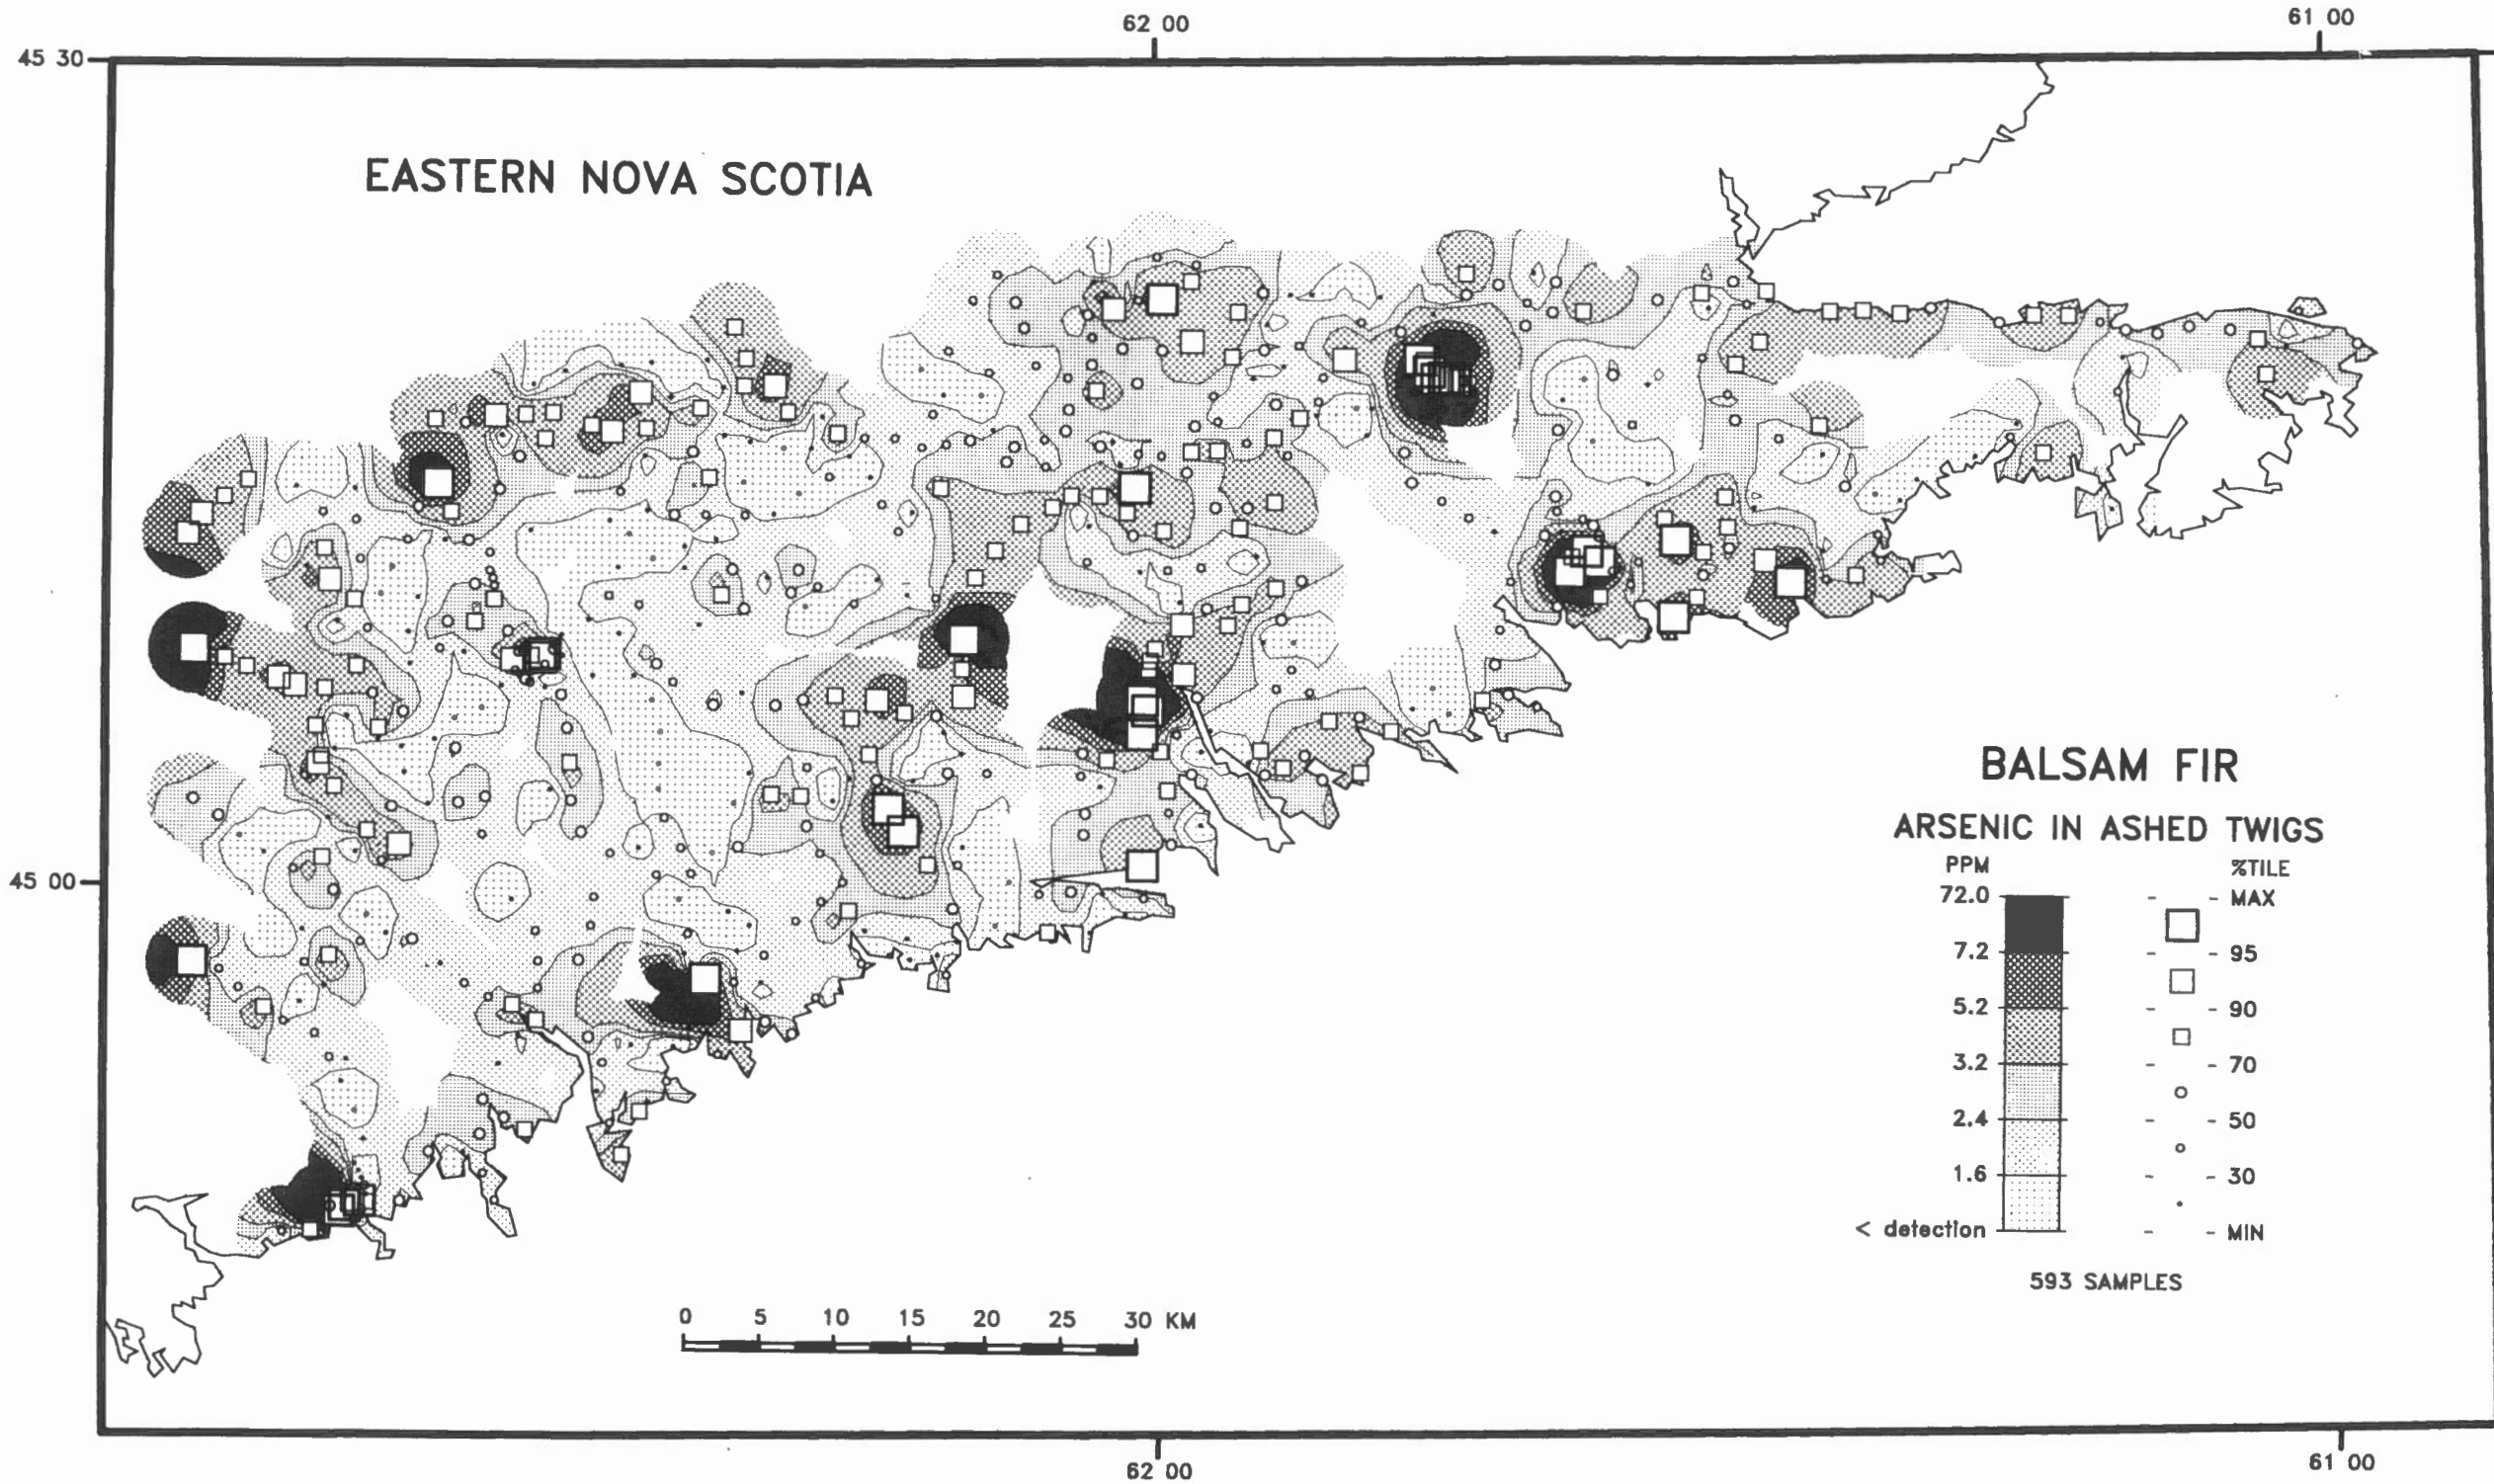 62 00
61 00
45 30
EASTERN NOVA SCOTIA
BALSAM FIR
ARSENIC IN ASHED TWIGS
PPM %TILE
45 00
72.0 - - MAX
7.2 - - 95
5.2 - - 90
3.2 - - 70
2.4 - - 50
1.6 - - 30
< detection - - MIN
593 SAMPLES
0 5 10 15 20 25 30 KM
62 00
61 00